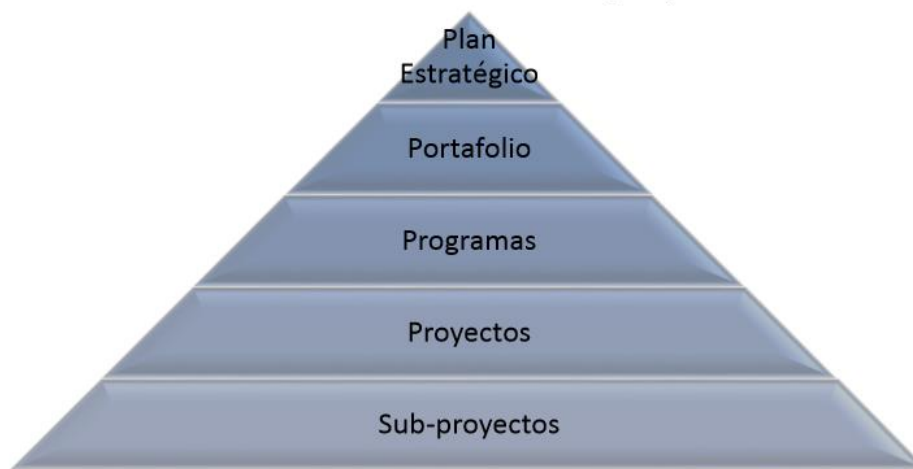 Plan
Estratégico
Portafolio
Programas
Proyectos
Sub-proyectos